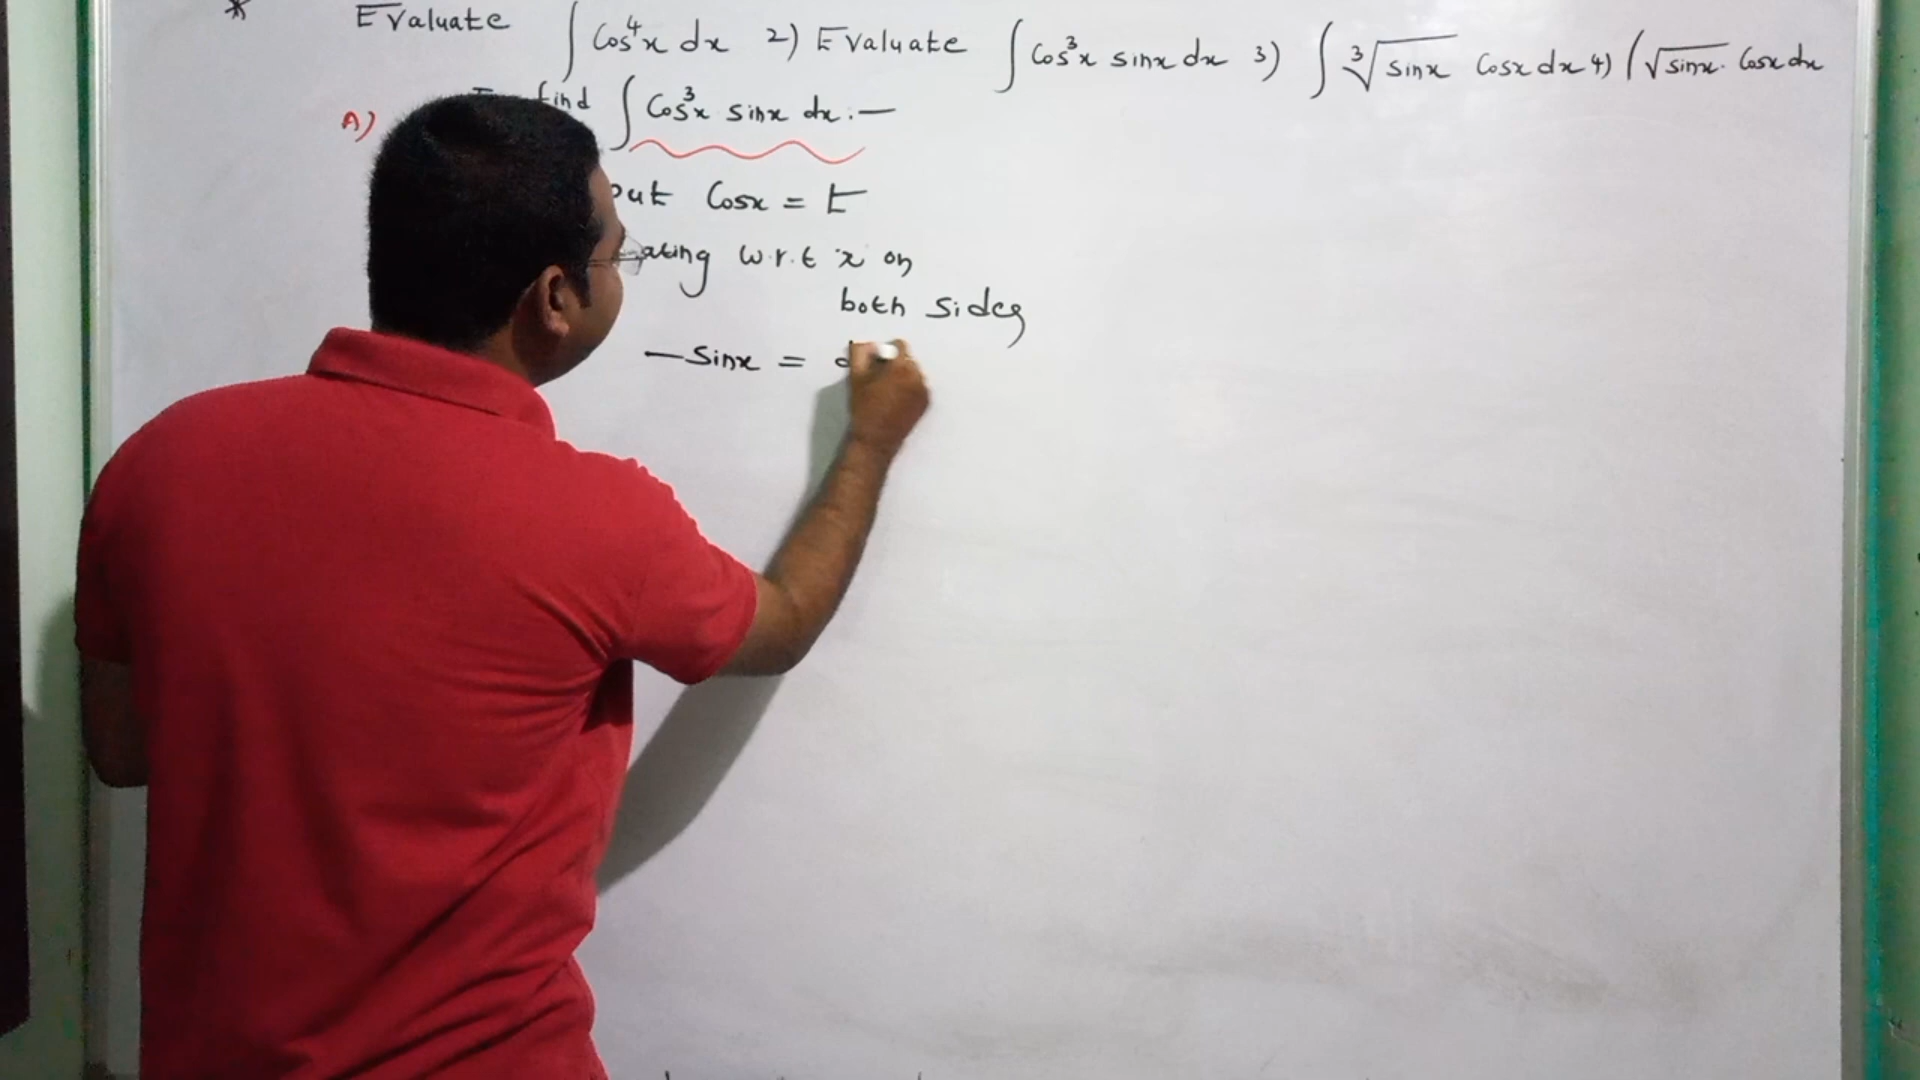 * Evaluate ∫ Cos⁴x dx 2) Evaluate ∫ Cos³x sinx dx 3) ∫ ∛sinx Cosx dx 4) ∫ √sinx. Cosx dx
A) find ∫ Cos³x sinx dx :—
put Cosx = t
ating w.r.t x on
both sides
— Sinx = d